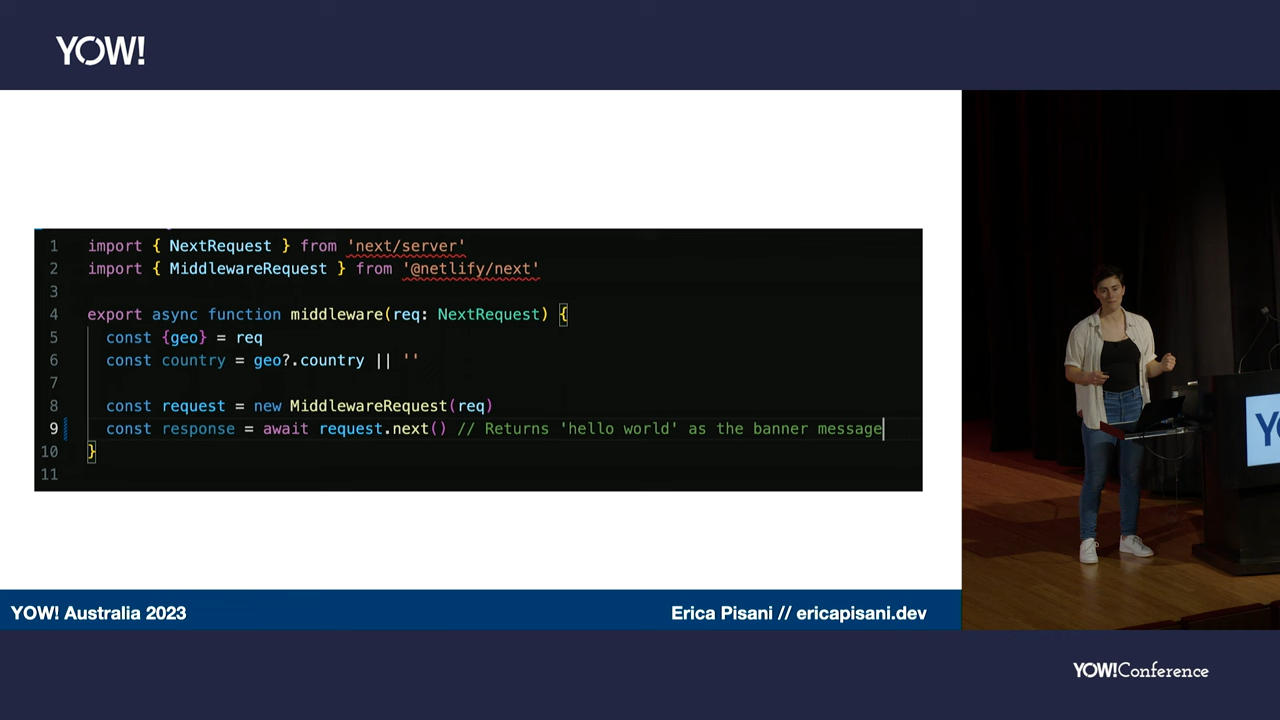 YOW!
1 import { NextRequest } from 'next/server'
2 import { MiddlewareRequest } from '@netlify/next'
3
4 export async function middleware(req: NextRequest) {
5 const {geo} = req
6 const country = geo?.country || ''
7
8 const request = new MiddlewareRequest(req)
9 const response = await request.next() // Returns 'hello world' as the banner message
10 }
11
YOW! Australia 2023
Erica Pisani // ericapisani.dev
YOW!Conference